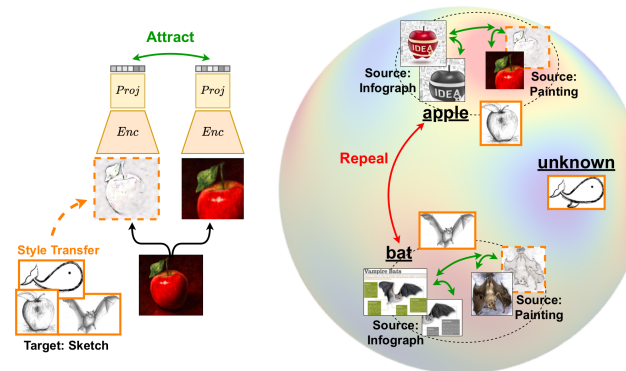 Attract
Proj
Proj
Enc
Enc
Style Transfer
Target: Sketch
IDEA
IDEA
Source:
Infograph
Source:
Painting
apple
Repeal
unknown
bat
Vampire Bats
Source:
Painting
Source:
Infograph